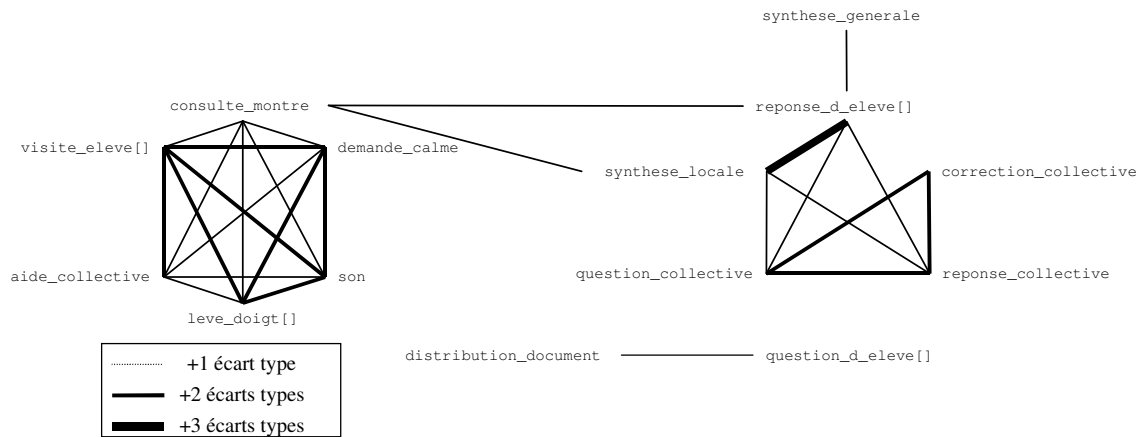 synthese_generale
consulte_montre
reponse_d_eleve[]
visite_eleve[]
demande_calme
synthese_locale
correction_collective
aide_collective
son
question_collective
reponse_collective
leve_doigt[]
distribution_document
question_d_eleve[]
+1 écart type
+2 écarts types
+3 écarts types